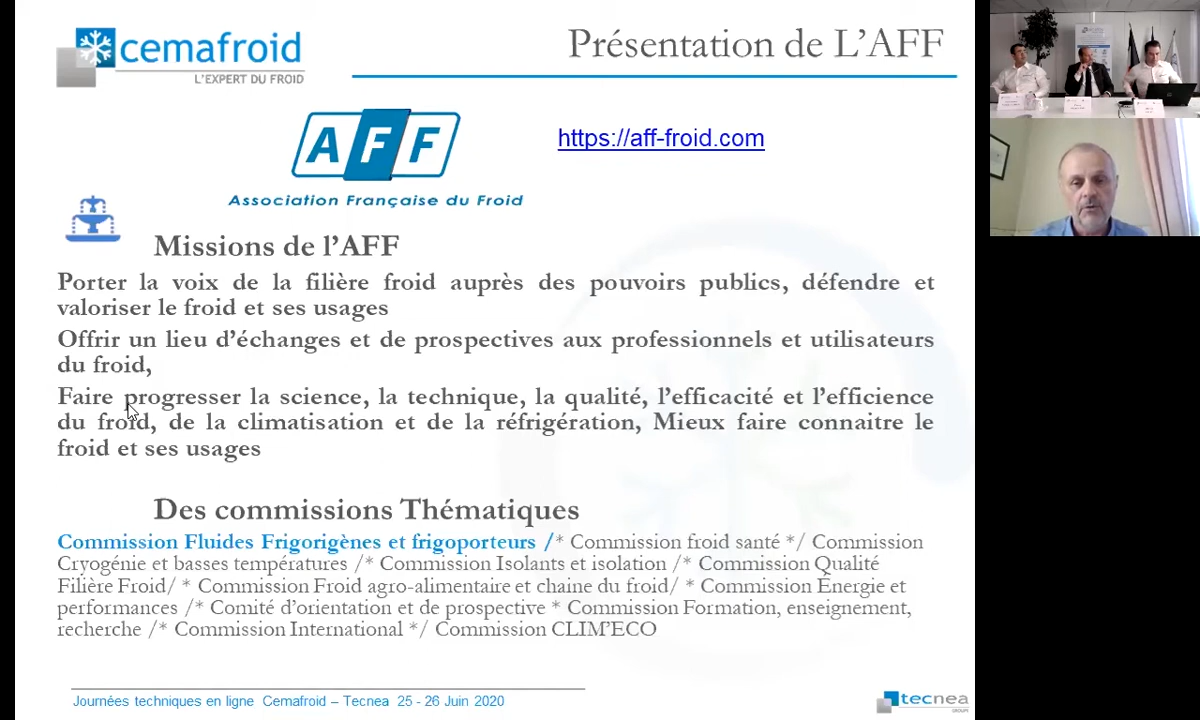 cemafroid
L'EXPERT DU FROID
Présentation de L'AFF
AFF
https://aff-froid.com
Association Française du Froid
Missions de l'AFF
Porter la voix de la filière froid auprès des pouvoirs publics, défendre et
valoriser le froid et ses usages
Offrir un lieu d'échanges et de prospectives aux professionnels et utilisateurs
du froid,
Faire progresser la science, la technique, la qualité, l'efficacité et l'efficience
du froid, de la climatisation et de la réfrigération, Mieux faire connaitre le
froid et ses usages
Des commissions Thématiques
Commission Fluides Frigorigènes et frigoporteurs /* Commission froid santé */ Commission
Cryogénie et basses températures /* Commission Isolants et isolation /* Commission Qualité
Filière Froid/ * Commission Froid agro-alimentaire et chaine du froid/ * Commission Énergie et
performances /* Comité d'orientation et de prospective * Commission Formation, enseignement,
recherche /* Commission International */ Commission CLIM'ECO
Journées techniques en ligne Cemafroid – Tecnea 25 - 26 Juin 2020
tecnea
GROUPE